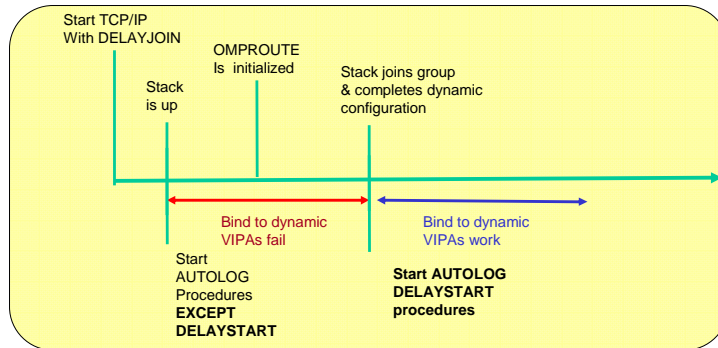 Start TCP/IP
With DELAYJOIN
OMPROUTE
Is initialized
Stack
is up
Stack joins group
& completes dynamic
configuration
Bind to dynamic
VIPAs fail
Bind to dynamic
VIPAs work
Start
AUTOLOG
Procedures
EXCEPT
DELAYSTART
Start AUTOLOG
DELAYSTART
procedures